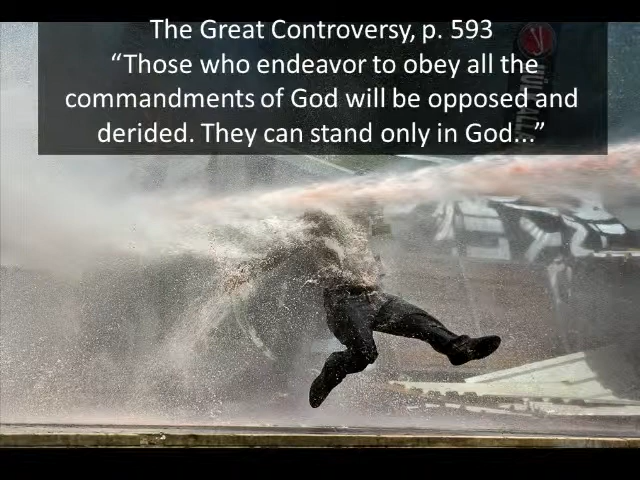 The Great Controversy, p. 593
“Those who endeavor to obey all the
commandments of God will be opposed and
derided. They can stand only in God...”